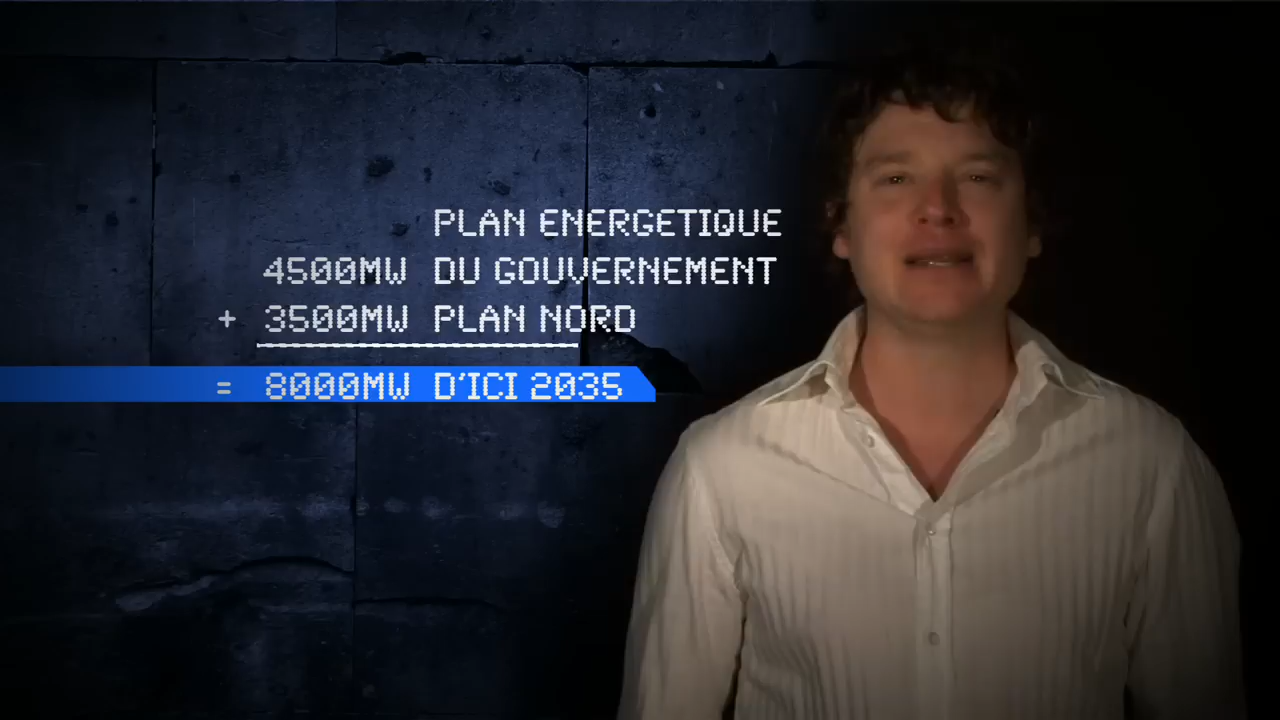 PLAN ENERGETIQUE
4500MW DU GOUVERNEMENT
+ 3500MW PLAN NORD
= 8000MW D'ICI 2035